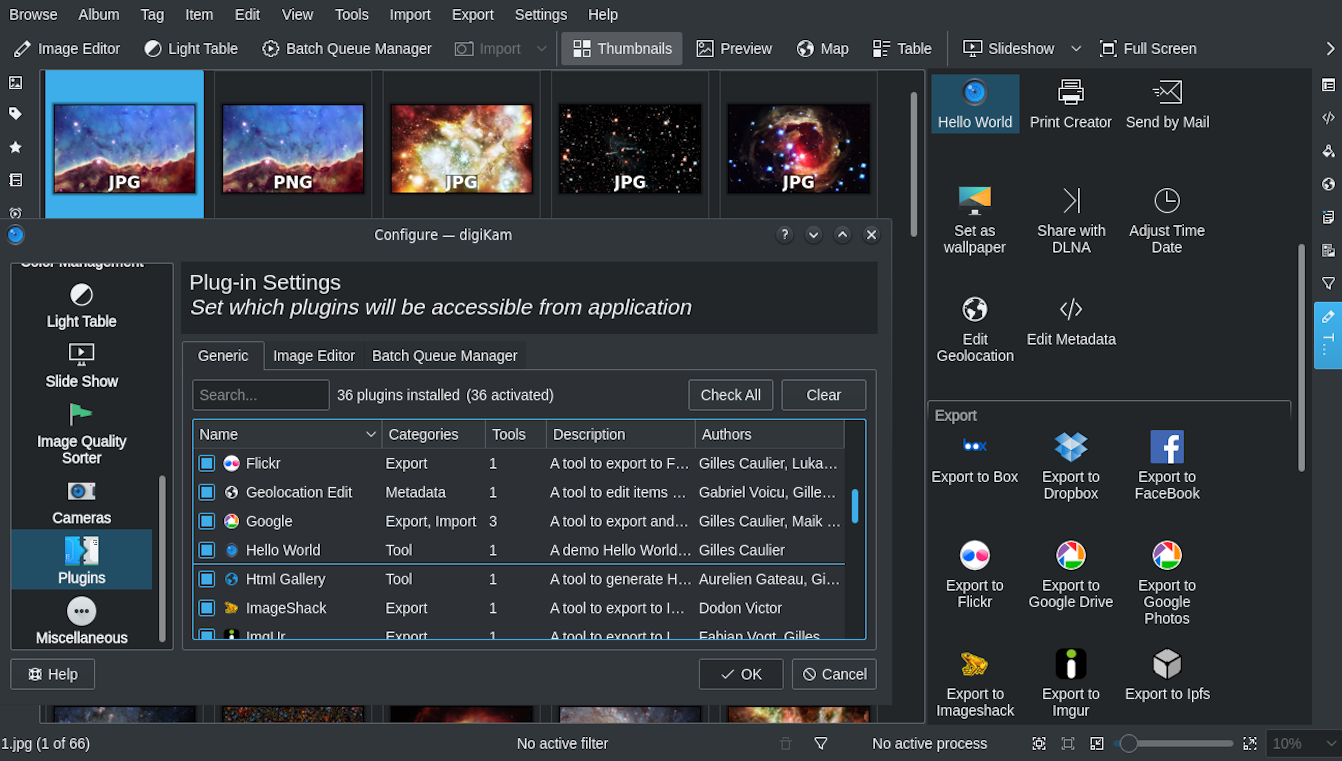 Browse Album Tag Item Edit View Tools Import Export Settings Help
Image Editor Light Table Batch Queue Manager Import Thumbnails Preview Map Table Slideshow Full Screen
JPG PNG JPG JPG JPG
Hello World Print Creator Send by Mail
Set as wallpaper
Share with DLNA
Adjust Time Date
Edit Geolocation
Edit Metadata
T...
Export
Export to Box
Export to Dropbox
Export to FaceBook
Export to Flickr
Export to Google Drive
Export to Google Photos
Export to Imageshack
Export to Imgur
Export to Ipfs
Configure — digiKam
Color Management
Light Table
Slide Show
Image Quality
Sorter
Cameras
Plugins
Miscellaneous
Plug-in Settings
Set which plugins will be accessible from application
Generic Image Editor Batch Queue Manager
Search... 36 plugins installed (36 activated) Check All Clear
Name Categories Tools Description Authors
Flickr Export 1 A tool to export to F... Gilles Caulier, Luka...
Geolocation Edit Metadata 1 A tool to edit items ... Gabriel Voicu, Gille...
Google Export, Import 3 A tool to export and... Gilles Caulier, Maik ...
Hello World Tool 1 A demo Hello World... Gilles Caulier
Html Gallery Tool 1 A tool to generate H... Aurelien Gateau, Gi...
ImageShack Export 1 A tool to export to I... Dodon Victor
ImgUr Export 1 A tool to export to I... Fabian Vogt, Gilles
Help OK Cancel
1.jpg (1 of 66) No active filter No active process 10%